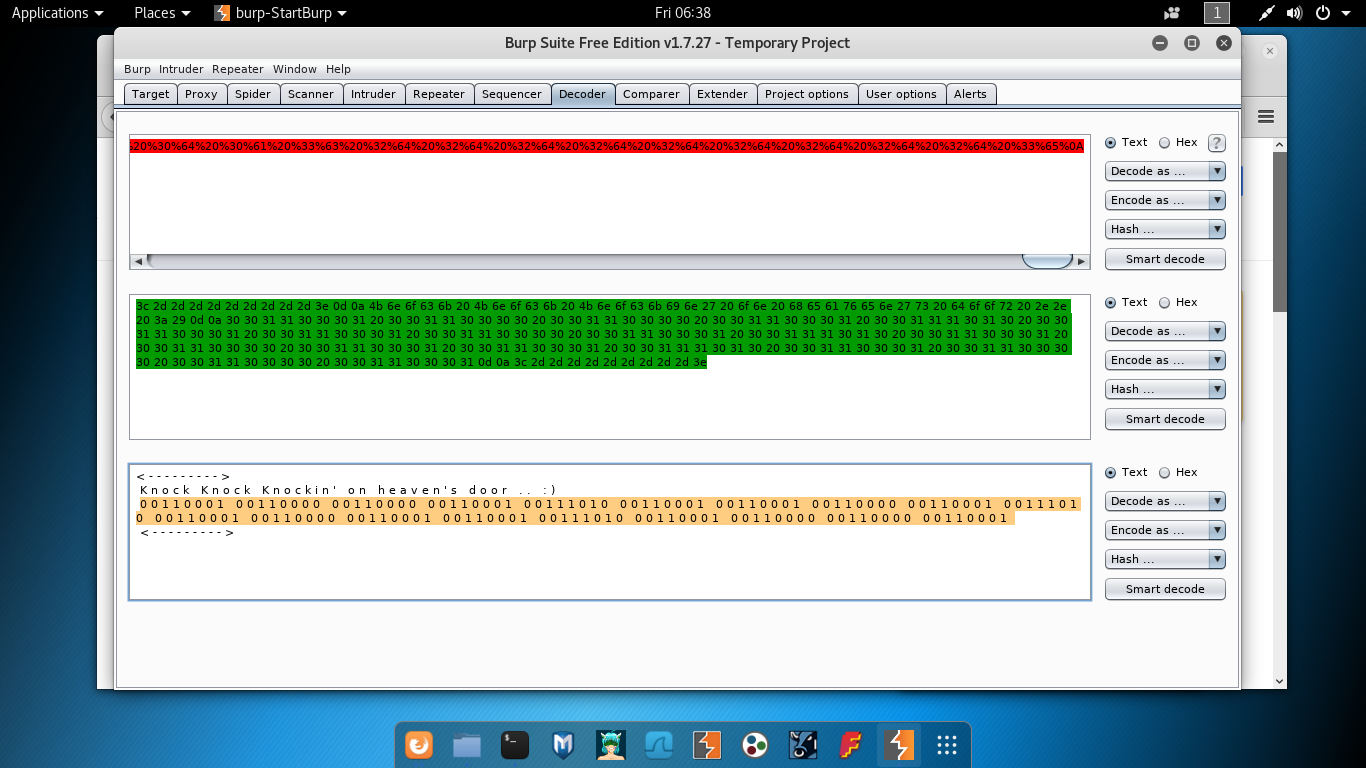 Applications Places burp-StartBurp Fri 06:38 1
Burp Suite Free Edition v1.7.27 - Temporary Project
Burp Intruder Repeater Window Help
Target Proxy Spider Scanner Intruder Repeater Sequencer Decoder Comparer Extender Project options User options Alerts
%20%30%64%20%30%61%20%33%63%20%32%64%20%32%64%20%32%64%20%32%64%20%32%64%20%32%64%20%32%64%20%32%64%20%32%64%20%33%65%0A
Text Hex ?
Decode as ...
Encode as ...
Hash ...
Smart decode
3c 2d 2d 2d 2d 2d 2d 2d 2d 2d 3e 0d 0a 4b 6e 6f 63 6b 20 4b 6e 6f 63 6b 20 4b 6e 6f 63 6b 69 6e 27 20 6f 6e 20 68 65 61 76 65 6e 27 73 20 64 6f 6f 72 20 2e 2e
20 3a 29 0d 0a 30 30 31 31 30 30 30 31 20 30 30 31 31 30 30 30 30 20 30 30 31 31 30 30 30 30 20 30 30 31 31 30 30 30 31 20 30 30 31 31 31 30 31 30 20 30 30
31 31 30 30 30 31 20 30 30 31 31 30 30 30 31 20 30 30 31 31 30 30 30 30 20 30 30 31 31 30 30 30 31 20 30 30 31 31 31 30 31 30 20 30 30 31 31 30 30 30 31 20
30 30 31 31 30 30 30 30 20 30 30 31 31 30 30 30 31 20 30 30 31 31 30 30 30 31 20 30 30 31 31 31 30 31 30 20 30 30 31 31 30 30 30 31 20 30 30 31 31 30 30 30
30 20 30 30 31 31 30 30 30 30 20 30 30 31 31 30 30 30 31 0d 0a 3c 2d 2d 2d 2d 2d 2d 2d 2d 2d 3e
Text Hex
Decode as ...
Encode as ...
Hash ...
Smart decode
<--------->
Knock Knock Knockin' on heaven's door .. :)
00110001 00110000 00110000 00110001 00111010 00110001 00110001 00110000 00110001 0011101
0 00110001 00110000 00110001 00110001 00111010 00110001 00110000 00110000 00110001
<--------->
Text Hex
Decode as ...
Encode as ...
Hash ...
Smart decode